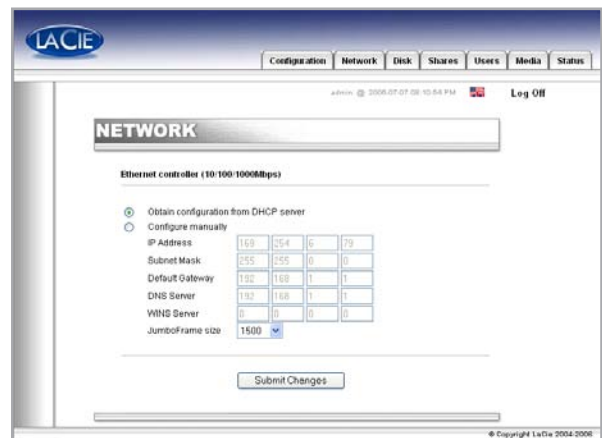 LACIE
Configuration Network Disk Shares Users Media Status
Log Off
NETWORK
Ethernet controller (10/100/1000Mbps)
Obtain configuration from DHCP server
Configure manually
IP Address 169 254 6 79
Subnet Mask 255 255 0 0
Default Gateway 192 168 1 1
DNS Server 192 168 1 1
WINS Server 0 0 0 0
JumboFrame size 1500
Submit Changes
© Copyright LaCie 2004-2006